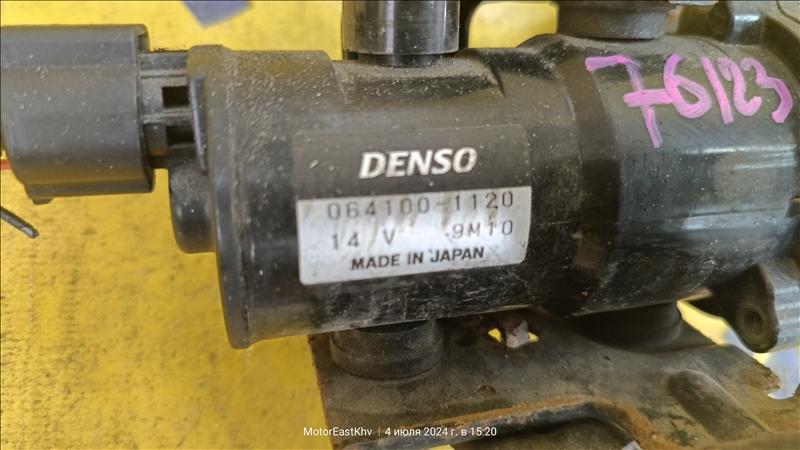 76123
DENSO
064100-1120
14 V 9M10
MADE IN JAPAN
MotorEastKhv | 4 июля 2024 г. в 15:20